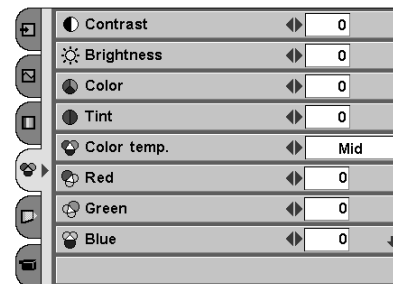 Contrast 0
Brightness 0
Color 0
Tint 0
Color temp. Mid
Red 0
Green 0
Blue 0